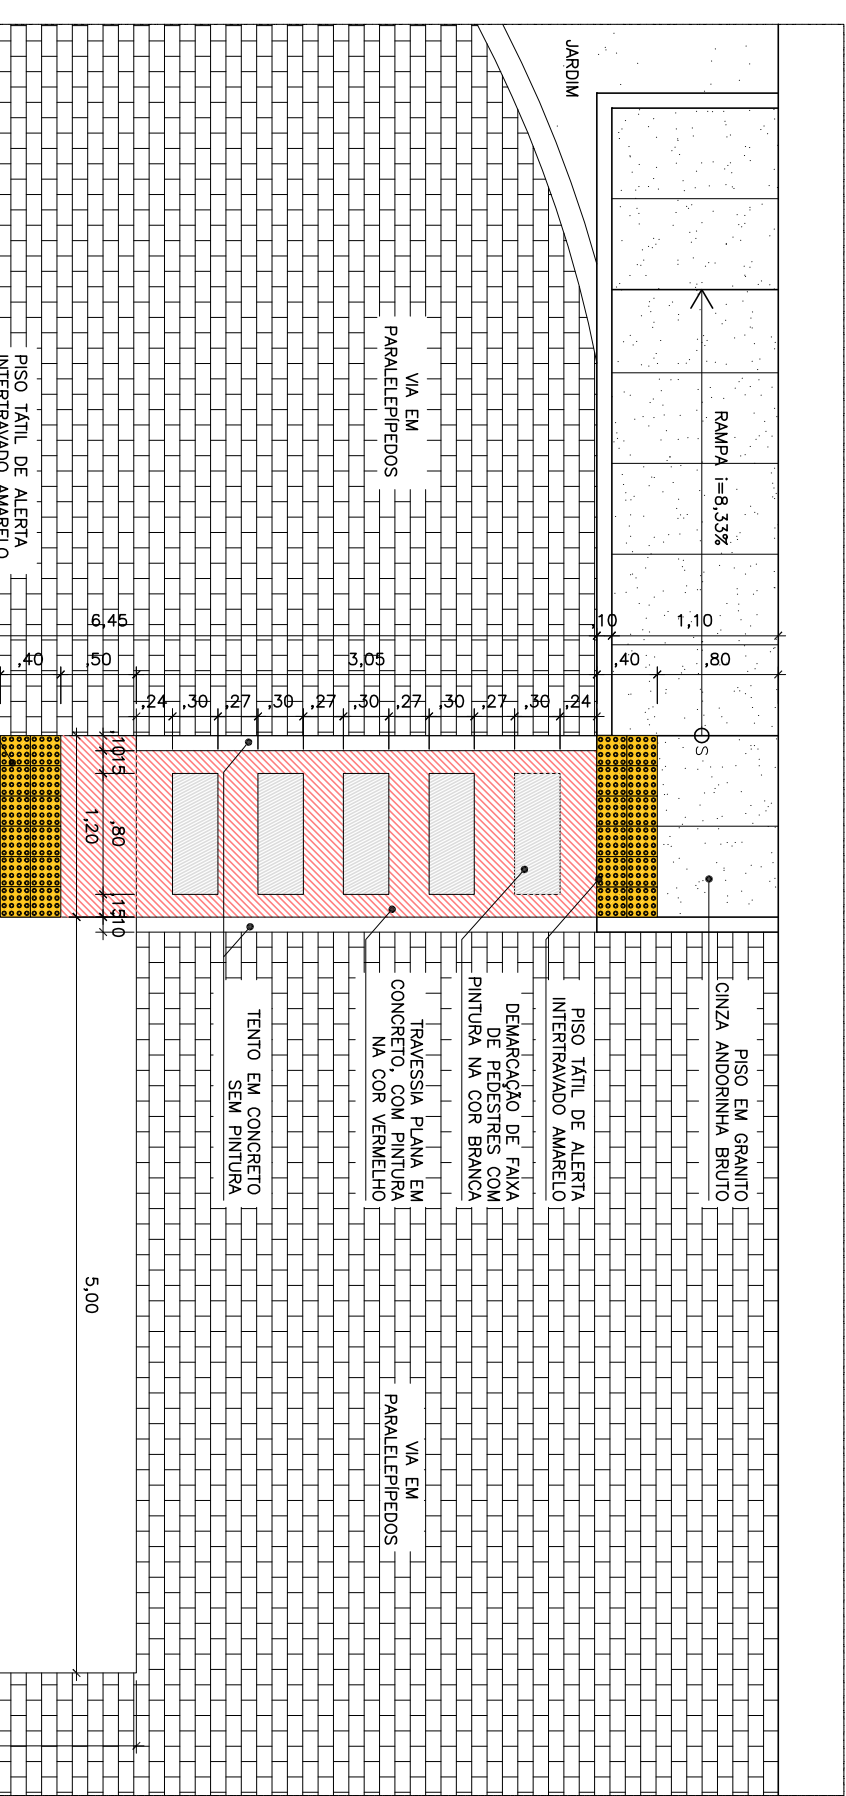 JARDIM
RAMPA i=8,33%
VIA EM
PARALELEPÍPEDOS
PISO TÁTIL DE ALERTA
INTERTRAVADO AMARELO
6,45
,10
1,10
,40
,50
3,05
,40
,80
,24
,30
,27
,30
,27
,30
,27
,30
,27
,30
,24
S
,10
,15
,80
1,20
,15
,10
PISO EM GRANITO
CINZA ANDORINHA BRUTO
PISO TÁTIL DE ALERTA
INTERTRAVADO AMARELO
DEMARCAÇÃO DE FAIXA
DE PEDESTRES COM
PINTURA NA COR BRANCA
TRAVESSIA PLANA EM
CONCRETO, COM PINTURA
NA COR VERMELHO
TENTO EM CONCRETO
SEM PINTURA
5,00
VIA EM
PARALELEPÍPEDOS